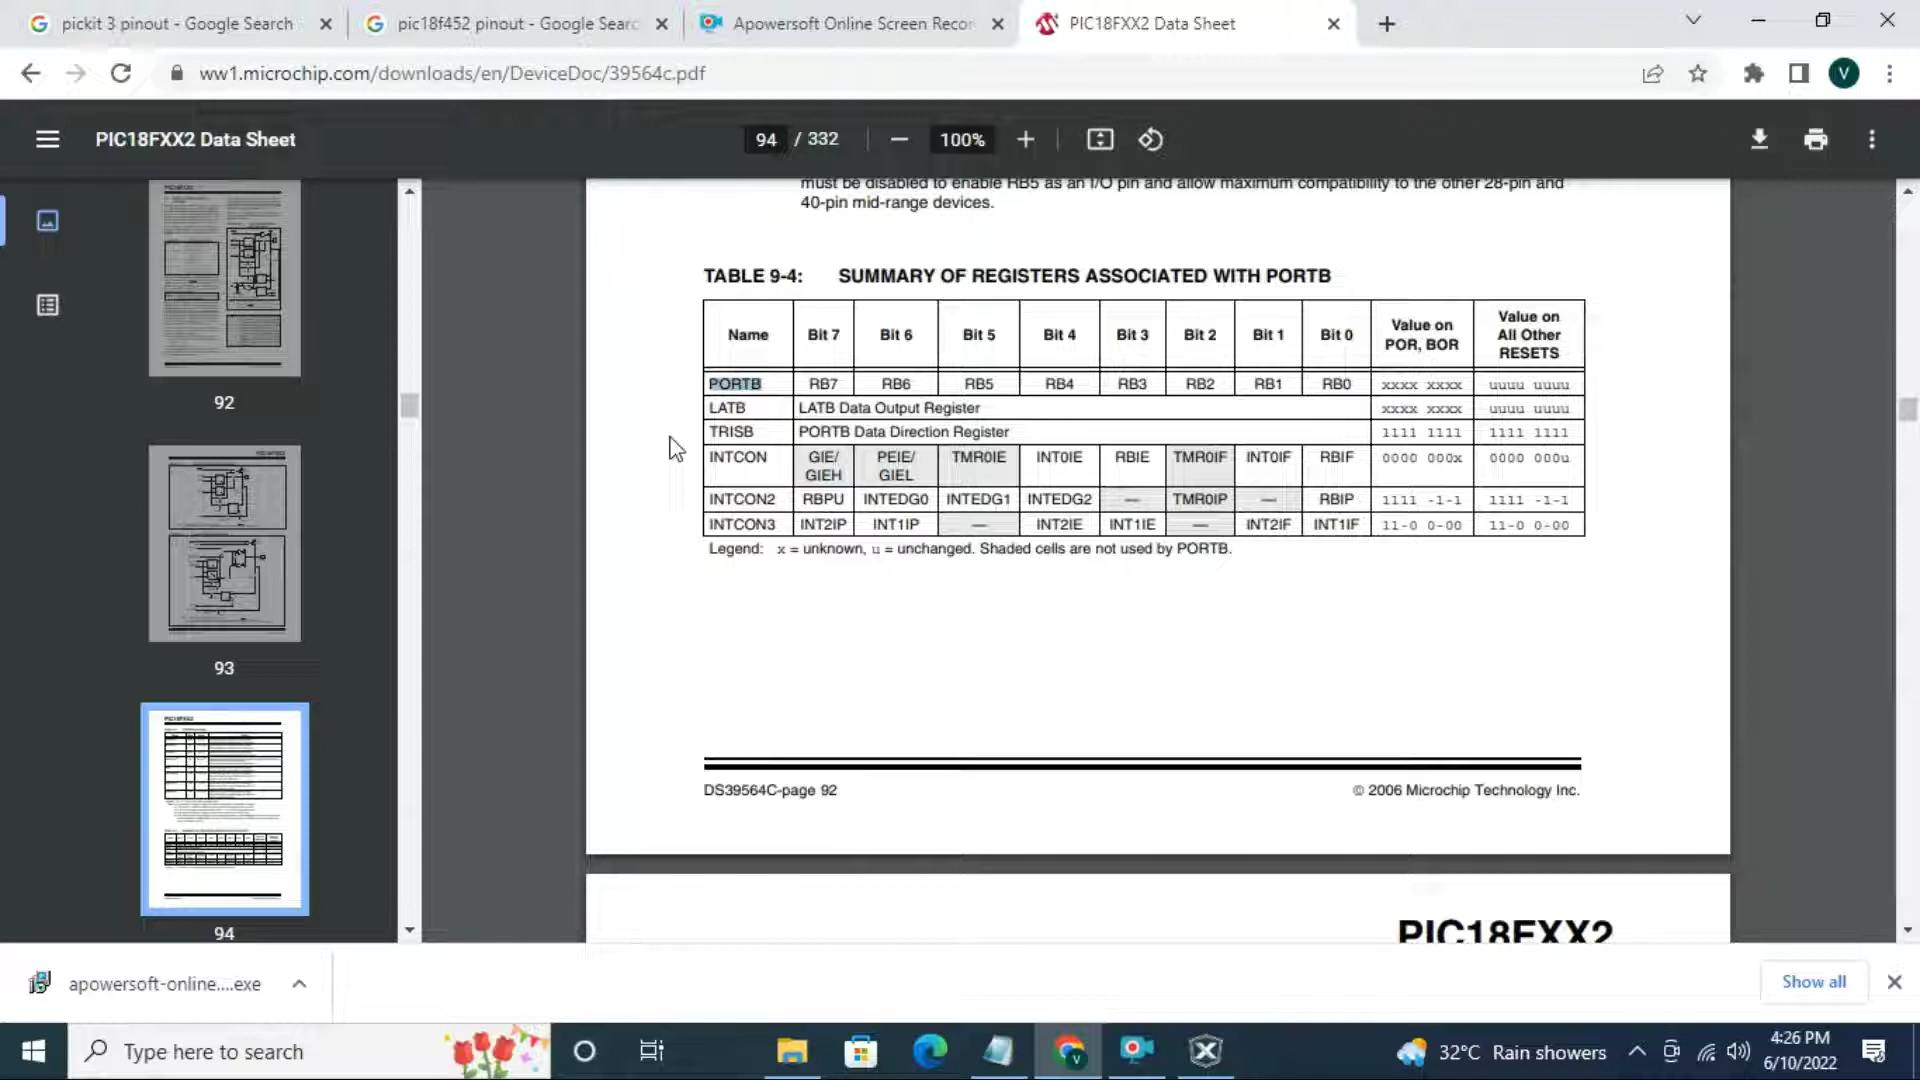 pickit 3 pinout - Google Search
pic18f452 pinout - Google Searc
Apowersoft Online Screen Recor
PIC18FXX2 Data Sheet
ww1.microchip.com/downloads/en/DeviceDoc/39564c.pdf
V
PIC18FXX2 Data Sheet
94 / 332
100%
92
93
94
must be disabled to enable RB5 as an I/O pin and allow maximum compatibility to the other 28-pin and
40-pin mid-range devices.
TABLE 9-4: SUMMARY OF REGISTERS ASSOCIATED WITH PORTB
Name Bit 7 Bit 6 Bit 5 Bit 4 Bit 3 Bit 2 Bit 1 Bit 0 Value on POR, BOR Value on All Other RESETS
PORTB RB7 RB6 RB5 RB4 RB3 RB2 RB1 RB0 xxxx xxxx uuuu uuuu
LATB LATB Data Output Register xxxx xxxx uuuu uuuu
TRISB PORTB Data Direction Register 1111 1111 1111 1111
INTCON GIE/ GIEH PEIE/ GIEL TMR0IE INT0IE RBIE TMR0IF INT0IF RBIF 0000 000x 0000 000u
INTCON2 RBPU INTEDG0 INTEDG1 INTEDG2 — TMR0IP — RBIP 1111 -1-1 1111 -1-1
INTCON3 INT2IP INT1IP — INT2IE INT1IE — INT2IF INT1IF 11-0 0-00 11-0 0-00
Legend: x = unknown, u = unchanged. Shaded cells are not used by PORTB.
DS39564C-page 92
© 2006 Microchip Technology Inc.
PIC18FXX2
apowersoft-online....exe
Show all
Type here to search
32°C Rain showers
4:26 PM
6/10/2022